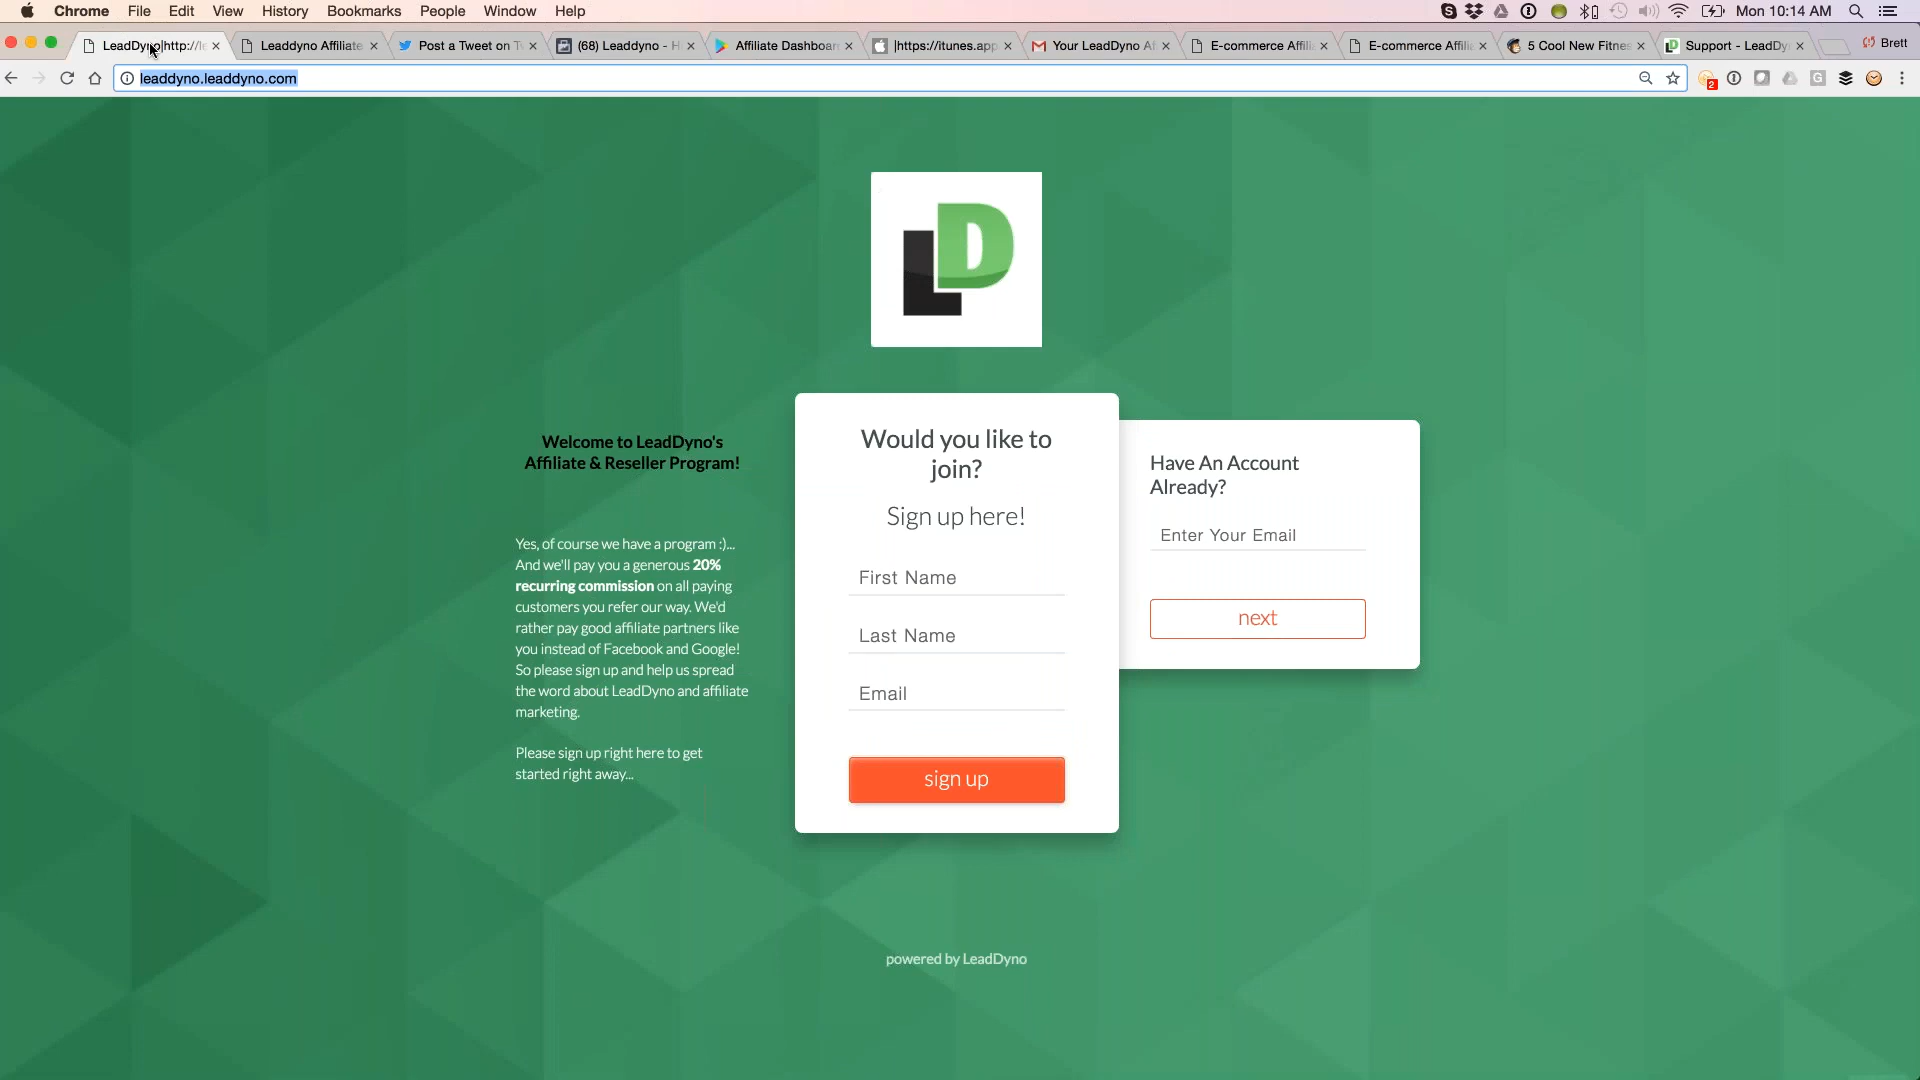 Chrome File Edit View History Bookmarks People Window Help
Mon 10:14 AM
LeadDyno|http://le
Leaddyno Affiliate
Post a Tweet on T
(68) Leaddyno - H
Affiliate Dashboar
|https://itunes.app
Your LeadDyno Af
E-commerce Affili
E-commerce Affilia
5 Cool New Fitnes
Support - LeadDy
Brett
leaddyno.leaddyno.com
2
LD
Welcome to LeadDyno's
Affiliate & Reseller Program!
Yes, of course we have a program :)...
And we'll pay you a generous 20%
recurring commission on all paying
customers you refer our way. We'd
rather pay good affiliate partners like
you instead of Facebook and Google!
So please sign up and help us spread
the word about LeadDyno and affiliate
marketing.
Please sign up right here to get
started right away...
Would you like to
join?
Sign up here!
First Name
Last Name
Email
sign up
Have An Account
Already?
Enter Your Email
next
powered by LeadDyno